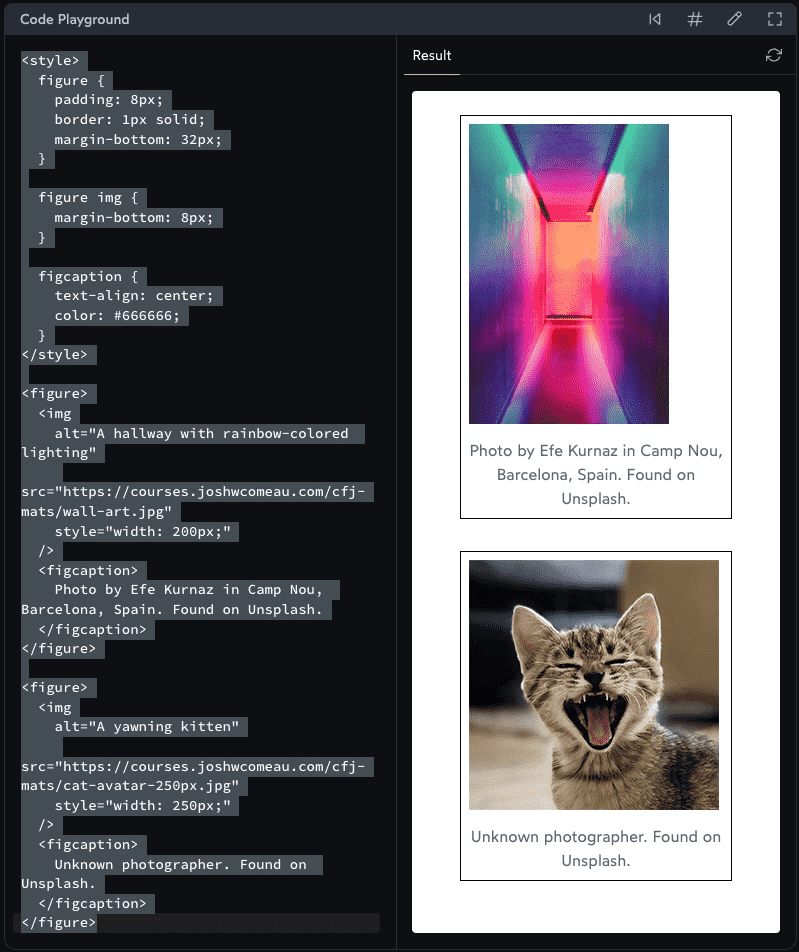 Code Playground
<style>
  figure {
    padding: 8px;
    border: 1px solid;
    margin-bottom: 32px;
  }

  figure img {
    margin-bottom: 8px;
  }

  figcaption {
    text-align: center;
    color: #666666;
  }
</style>

<figure>
  <img
    alt="A hallway with rainbow-colored
lighting"

src="https://courses.joshwcomeau.com/cfj-
mats/wall-art.jpg"
    style="width: 200px;"
  />
  <figcaption>
    Photo by Efe Kurnaz in Camp Nou,
Barcelona, Spain. Found on Unsplash.
  </figcaption>
</figure>

<figure>
  <img
    alt="A yawning kitten"

src="https://courses.joshwcomeau.com/cfj-
mats/cat-avatar-250px.jpg"
    style="width: 250px;"
  />
  <figcaption>
    Unknown photographer. Found on
Unsplash.
  </figcaption>
</figure>
Result
Photo by Efe Kurnaz in Camp Nou,
Barcelona, Spain. Found on
Unsplash.
Unknown photographer. Found on
Unsplash.